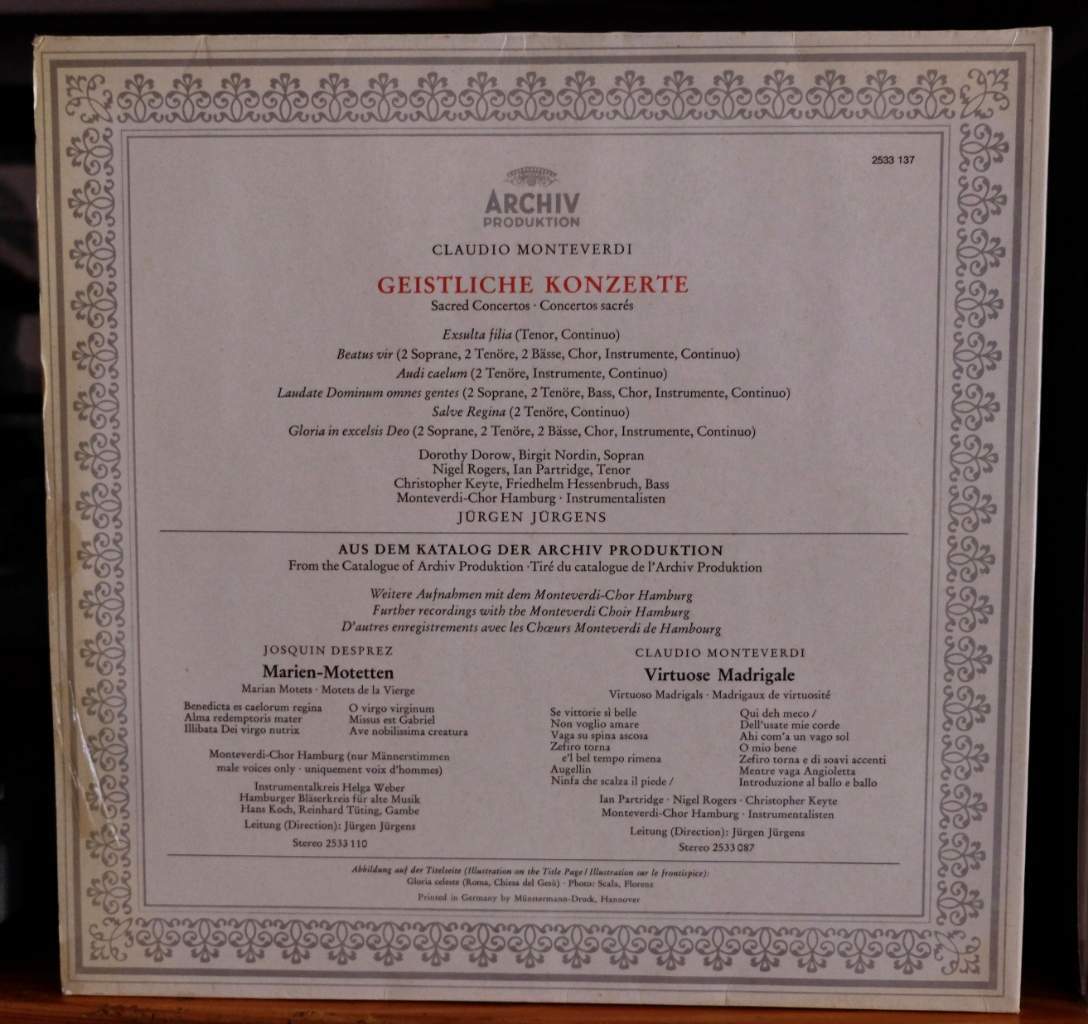 2533 137
ARCHIV
PRODUKTION
CLAUDIO MONTEVERDI
GEISTLICHE KONZERTE
Sacred Concertos · Concertos sacrés
Exsulta filia (Tenor, Continuo)
Beatus vir (2 Soprane, 2 Tenöre, 2 Bässe, Chor, Instrumente, Continuo)
Audi caelum (2 Tenöre, Instrumente, Continuo)
Laudate Dominum omnes gentes (2 Soprane, 2 Tenöre, Bass, Chor, Instrumente, Continuo)
Salve Regina (2 Tenöre, Continuo)
Gloria in excelsis Deo (2 Soprane, 2 Tenöre, 2 Bässe, Chor, Instrumente, Continuo)
Dorothy Dorow, Birgit Nordin, Sopran
Nigel Rogers, Ian Partridge, Tenor
Christopher Keyte, Friedhelm Hessenbruch, Bass
Monteverdi-Chor Hamburg · Instrumentalisten
JÜRGEN JÜRGENS
AUS DEM KATALOG DER ARCHIV PRODUKTION
From the Catalogue of Archiv Produktion · Tiré du catalogue de l'Archiv Produktion
Weitere Aufnahmen mit dem Monteverdi-Chor Hamburg
Further recordings with the Monteverdi Choir Hamburg
D'autres enregistrements avec les Chœurs Monteverdi de Hambourg
JOSQUIN DESPREZ
Marien-Motetten
Marian Motets · Motets de la Vierge
Benedicta es caelorum regina
Alma redemptoris mater
Illibata Dei virgo nutrix
O virgo virginum
Missus est Gabriel
Ave nobilissima creatura
Monteverdi-Chor Hamburg (nur Männerstimmen
male voices only · uniquement voix d'hommes)
Instrumentalkreis Helga Weber
Hamburger Bläserkreis für alte Musik
Hans Koch, Reinhard Tüting, Gambe
Leitung (Direction): Jürgen Jürgens
Stereo 2533 110
CLAUDIO MONTEVERDI
Virtuose Madrigale
Virtuoso Madrigals · Madrigaux de virtuosité
Se vittorie sì belle
Non voglio amare
Vaga su spina ascosa
Zefiro torna
e'l bel tempo rimena
Augellin
Ninfa che scalza il piede /
Qui deh meco /
Dell'usate mie corde
Ahi com'a un vago sol
O mio bene
Zefiro torna e di soavi accenti
Mentre vaga Angioletta
Introduzione al ballo e ballo
Ian Partridge · Nigel Rogers · Christopher Keyte
Monteverdi-Chor Hamburg · Instrumentalisten
Leitung (Direction): Jürgen Jürgens
Stereo 2533 087
Abbildung auf der Titelseite (Illustration on the Title Page / Illustration sur le frontispice):
Gloria celeste (Roma, Chiesa del Gesù) · Photo: Scala, Florenz
Printed in Germany by Münstermann-Druck, Hannover